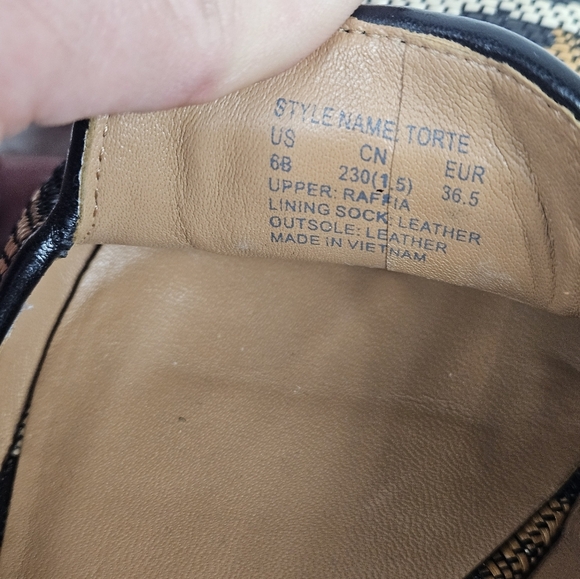 STYLE NAME: TORTE
US CN EUR
6B 230(1.5) 36.5
UPPER: RAFFIA
LINING SOCK: LEATHER
OUTSOLE: LEATHER
MADE IN VIETNAM